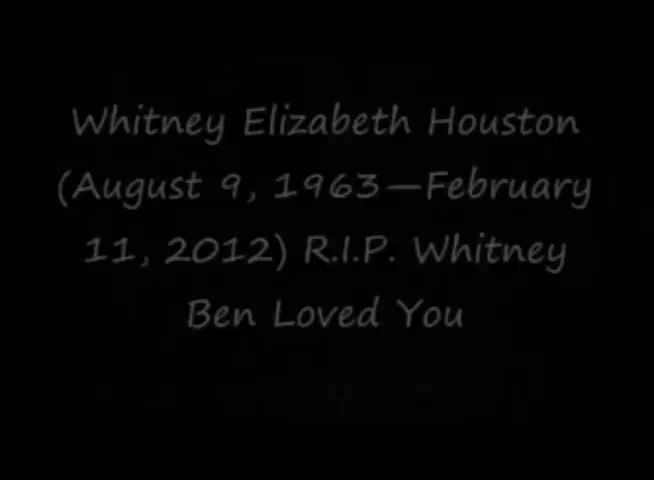 Whitney Elizabeth Houston
(August 9, 1963—February
11, 2012) R.I.P. Whitney
Ben Loved You